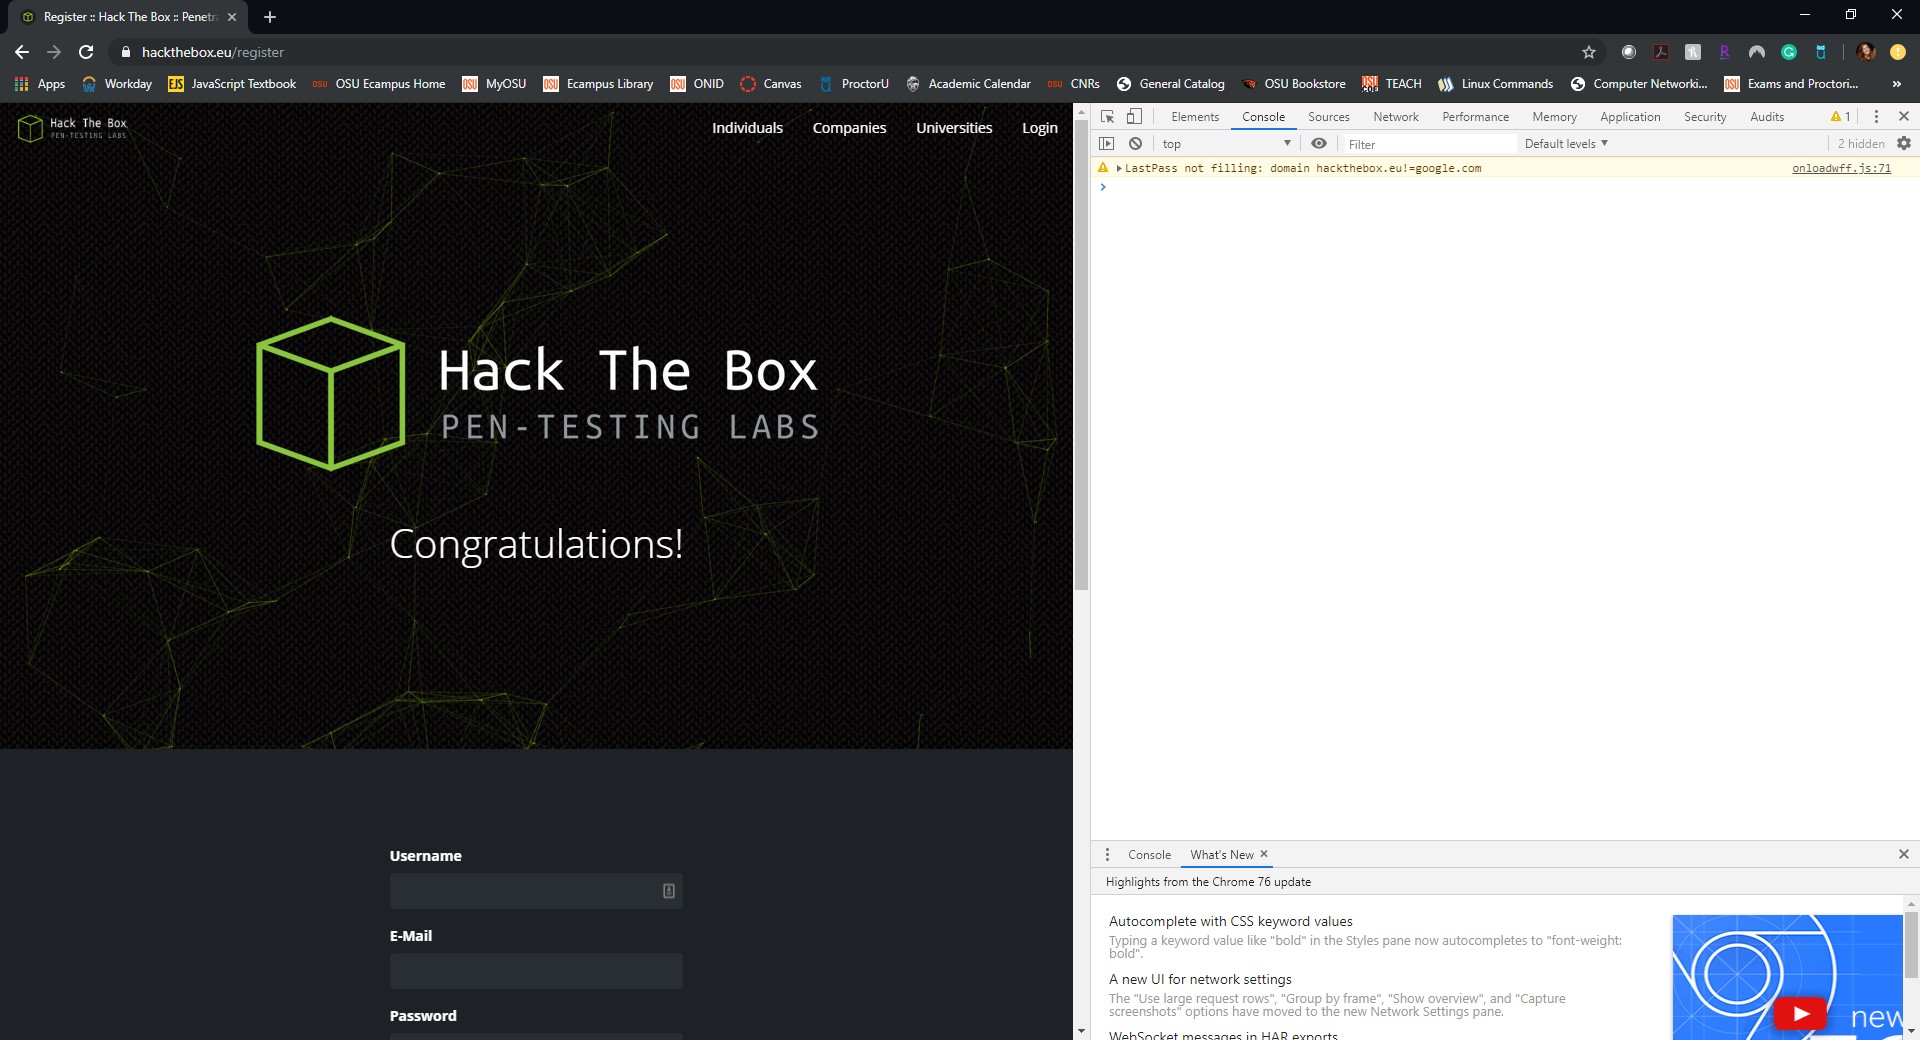 Register :: Hack The Box :: Penetra
hackthebox.eu/register
Apps Workday JavaScript Textbook OSU Ecampus Home MyOSU Ecampus Library ONID Canvas ProctorU Academic Calendar CNRs General Catalog OSU Bookstore TEACH Linux Commands Computer Networki... Exams and Proctori... »
Hack The Box
PEN-TESTING LABS
Individuals Companies Universities Login
Hack The Box
PEN-TESTING LABS
Congratulations!
Username
E-Mail
Password
Elements Console Sources Network Performance Memory Application Security Audits 1
top Filter Default levels 2 hidden
LastPass not filling: domain hackthebox.eu!=google.com onloadwff.js:71
Console What's New
Highlights from the Chrome 76 update
Autocomplete with CSS keyword values
Typing a keyword value like "bold" in the Styles pane now autocompletes to "font-weight:
bold".
A new UI for network settings
The "Use large request rows", "Group by frame", "Show overview", and "Capture
screenshots" options have moved to the new Network Settings pane.
WebSocket messages in HAR exports
new